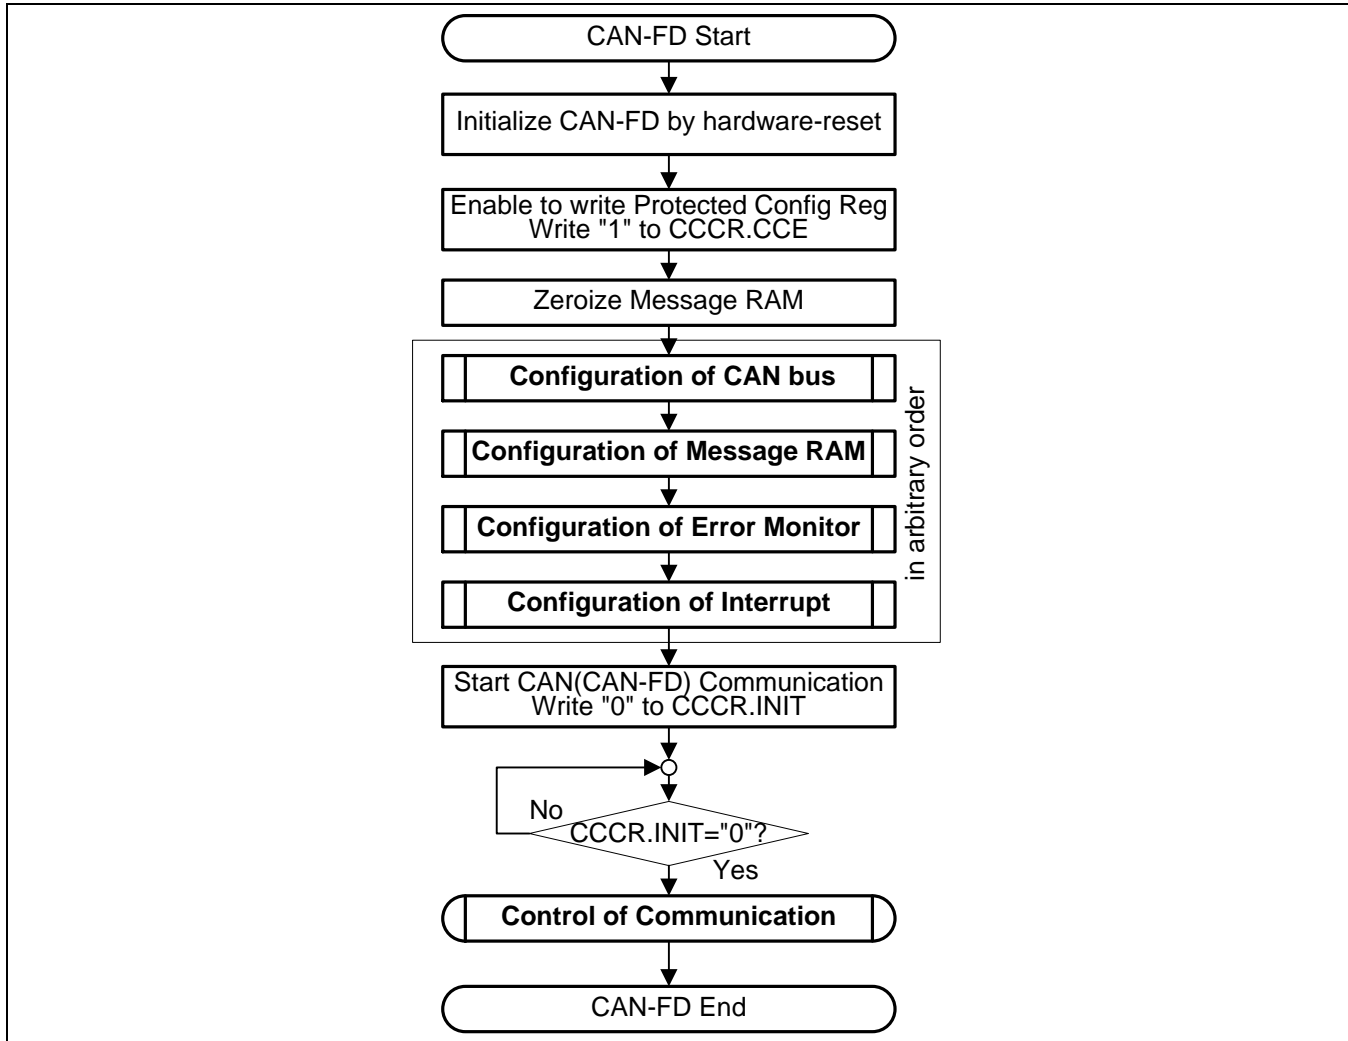 CAN-FD Start
Initialize CAN-FD by hardware-reset
Enable to write Protected Config Reg
Write "1" to CCCR.CCE
Zeroize Message RAM
Configuration of CAN bus
Configuration of Message RAM
Configuration of Error Monitor
Configuration of Interrupt
in arbitrary order
Start CAN(CAN-FD) Communication
Write "0" to CCCR.INIT
No
CCCR.INIT="0"?
Yes
Control of Communication
CAN-FD End